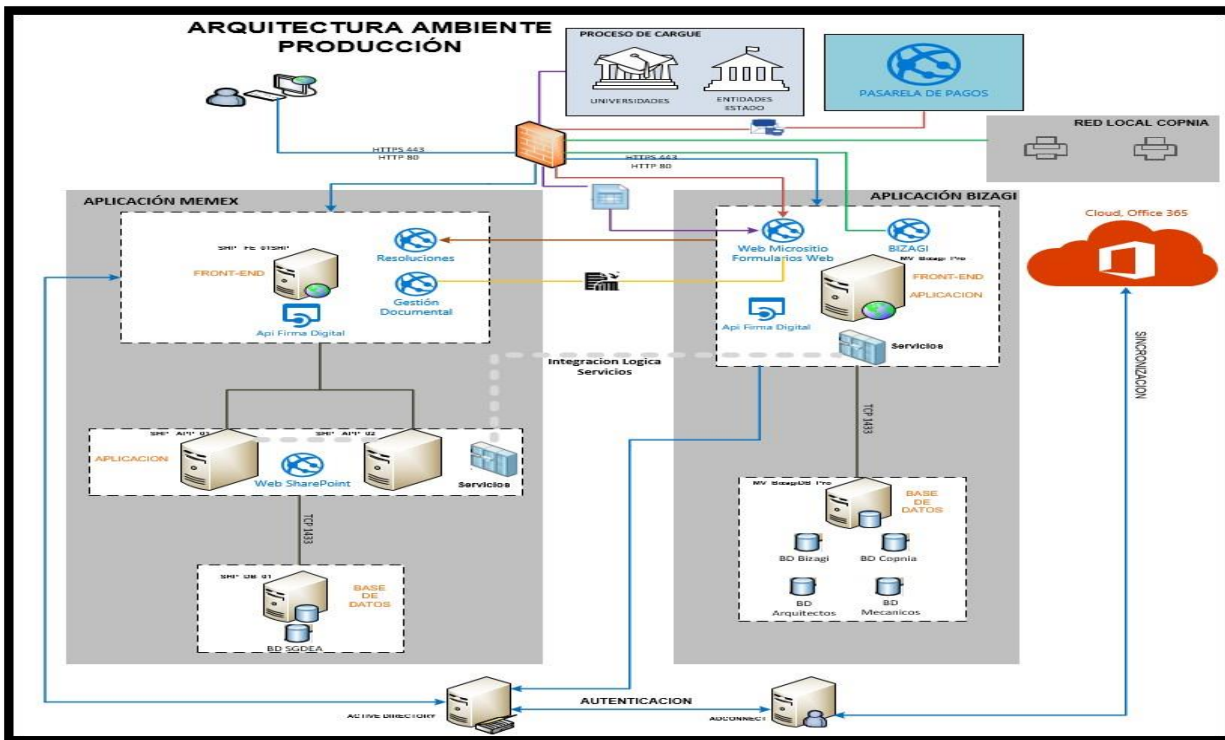 ARQUITECTURA AMBIENTE
PRODUCCIÓN
PROCESO DE CARGUE
UNIVERSIDADES
ENTIDADES
ESTADO
PASARELA DE PAGOS
RED LOCAL COPNIA
HTTPS 443
HTTP 80
HTTPS 443
HTTP 80
APLICACIÓN MEMEX
FRONT-END
Resoluciones
Gestión
Documental
Api Firma Digital
APLICACIÓN BIZAGI
Web Micrositio
Formularios Web
BIZAGI
FRONT-END
APLICACION
Api Firma Digital
Servicios
Cloud, Office 365
SINCRONIZACION
Integracion Logica
Servicios
APLICACION
Web SharePoint
Servicios
TCP 1433
TCP 1433
BASE
DE
DATOS
BD SGDEA
BASE
DE
DATOS
BD Bizagi
BD Copnia
BD
Arquitectos
BD
Mecanicos
ACTIVE DIRECTORY
AUTENTICACION
ADCONNECT